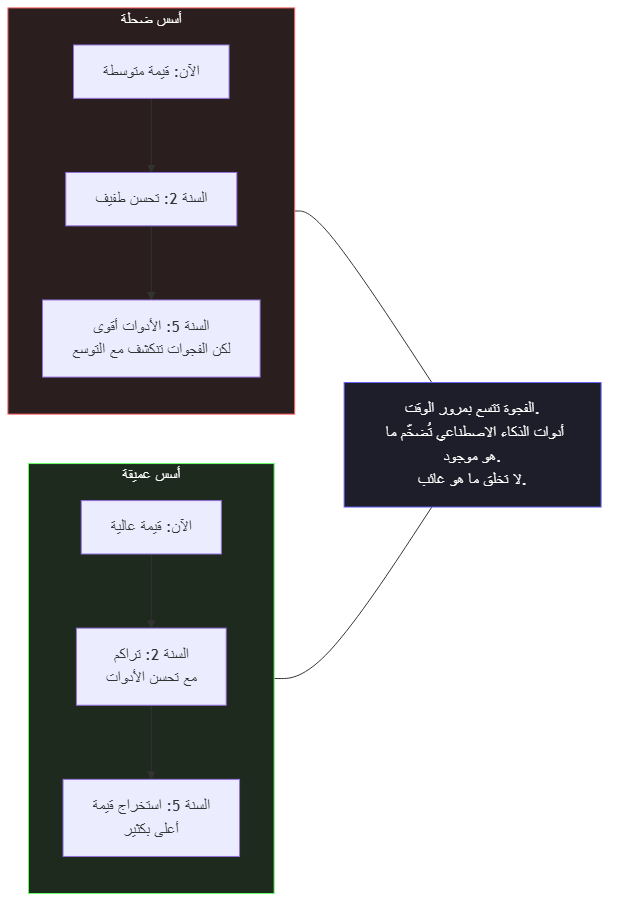 أسس ضحلة
الآن: قيمة متوسطة
السنة 2: تحسن طفيف
السنة 5: الأدوات أقوى
لكن الفجوات تتكشف مع التوسع
الفجوة تتسع بمرور الوقت.
أدوات الذكاء الاصطناعي تُضخّم ما
هو موجود.
لا تخلق ما هو غائب.
أسس عميقة
الآن: قيمة عالية
السنة 2: تراكم
مع تحسن الأدوات
السنة 5: استخراج قيمة
أعلى بكثير